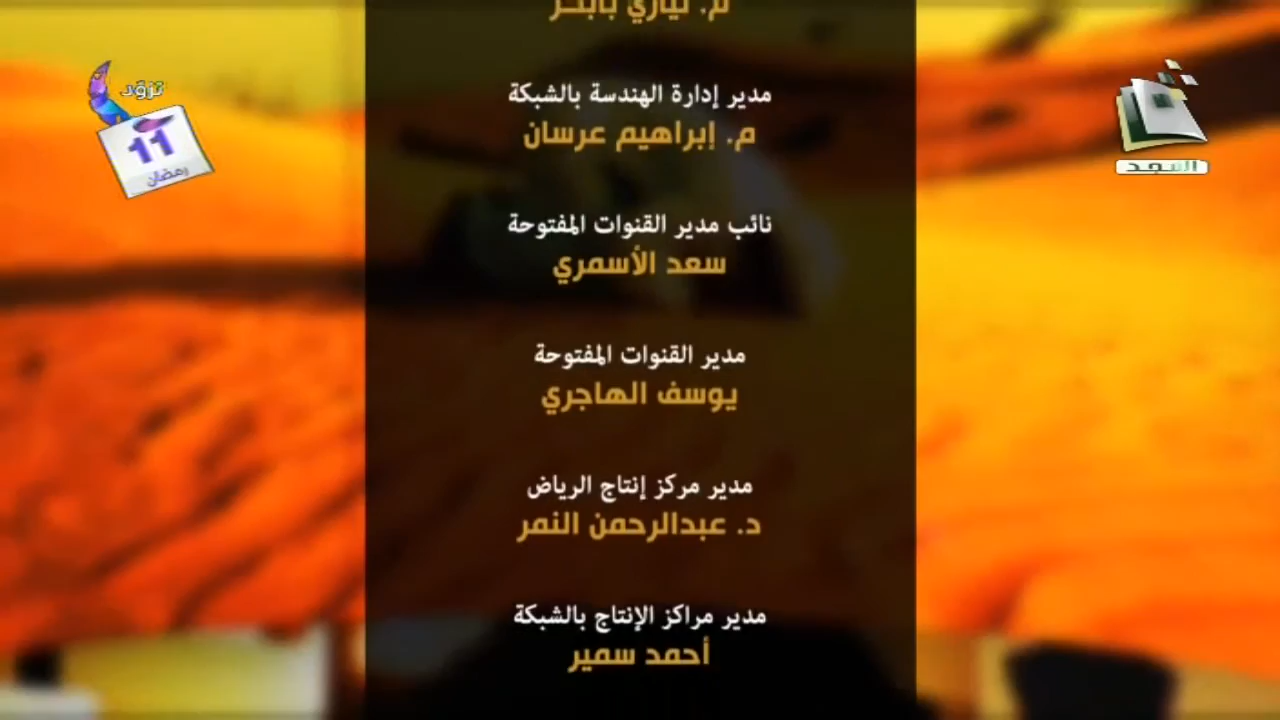 مدير إدارة الهندسة بالشبكة
م. إبراهيم عرسان
نائب مدير القنوات المفتوحة
سعد الأسمري
مدير القنوات المفتوحة
يوسف الهاجري
مدير مركز إنتاج الرياض
د. عبدالرحمن النمر
مدير مراكز الإنتاج بالشبكة
أحمد سمير
تزوّد
11
رمضان
المجد